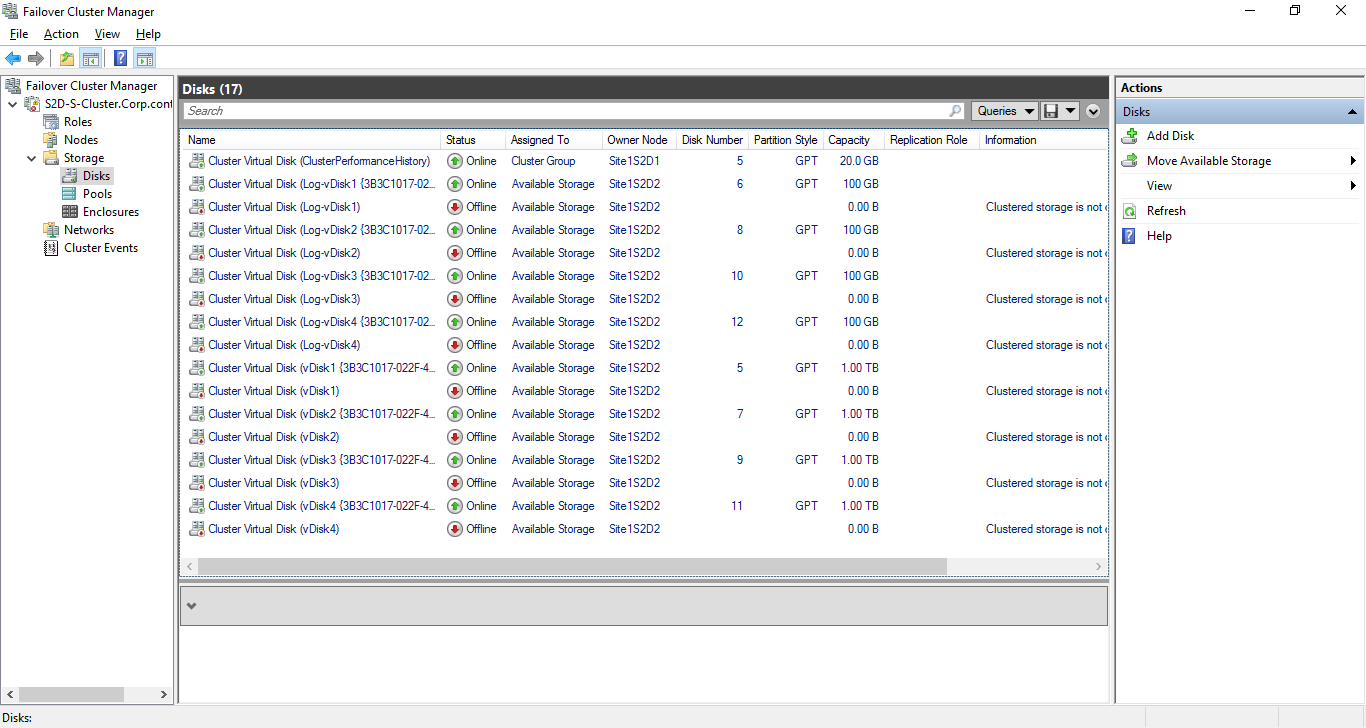 Failover Cluster Manager
File Action View Help
Failover Cluster Manager
S2D-S-Cluster.Corp.cont
Roles
Nodes
Storage
Disks
Pools
Enclosures
Networks
Cluster Events
Disks (17)
Search Queries
Name Status Assigned To Owner Node Disk Number Partition Style Capacity Replication Role Information
Cluster Virtual Disk (ClusterPerformanceHistory) Online Cluster Group Site1S2D1 5 GPT 20.0 GB
Cluster Virtual Disk (Log-vDisk1 {3B3C1017-02... Online Available Storage Site1S2D2 6 GPT 100 GB
Cluster Virtual Disk (Log-vDisk1) Offline Available Storage Site1S2D2 0.00 B Clustered storage is not c
Cluster Virtual Disk (Log-vDisk2 {3B3C1017-02... Online Available Storage Site1S2D2 8 GPT 100 GB
Cluster Virtual Disk (Log-vDisk2) Offline Available Storage Site1S2D2 0.00 B Clustered storage is not c
Cluster Virtual Disk (Log-vDisk3 {3B3C1017-02... Online Available Storage Site1S2D2 10 GPT 100 GB
Cluster Virtual Disk (Log-vDisk3) Offline Available Storage Site1S2D2 0.00 B Clustered storage is not c
Cluster Virtual Disk (Log-vDisk4 {3B3C1017-02... Online Available Storage Site1S2D2 12 GPT 100 GB
Cluster Virtual Disk (Log-vDisk4) Offline Available Storage Site1S2D2 0.00 B Clustered storage is not c
Cluster Virtual Disk (vDisk1 {3B3C1017-022F-4... Online Available Storage Site1S2D2 5 GPT 1.00 TB
Cluster Virtual Disk (vDisk1) Offline Available Storage Site1S2D2 0.00 B Clustered storage is not c
Cluster Virtual Disk (vDisk2 {3B3C1017-022F-4... Online Available Storage Site1S2D2 7 GPT 1.00 TB
Cluster Virtual Disk (vDisk2) Offline Available Storage Site1S2D2 0.00 B Clustered storage is not c
Cluster Virtual Disk (vDisk3 {3B3C1017-022F-4... Online Available Storage Site1S2D2 9 GPT 1.00 TB
Cluster Virtual Disk (vDisk3) Offline Available Storage Site1S2D2 0.00 B Clustered storage is not c
Cluster Virtual Disk (vDisk4 {3B3C1017-022F-4... Online Available Storage Site1S2D2 11 GPT 1.00 TB
Cluster Virtual Disk (vDisk4) Offline Available Storage Site1S2D2 0.00 B Clustered storage is not c
Actions
Disks
Add Disk
Move Available Storage
View
Refresh
Help
Disks: